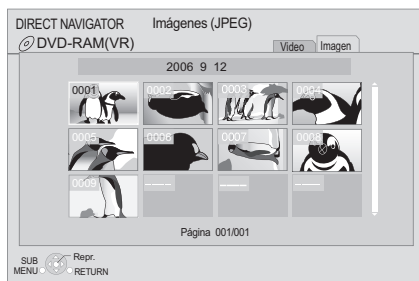 DIRECT NAVIGATOR Imágenes (JPEG)
DVD-RAM(VR)
Video Imagen
2006 9 12
0001 0002 0003 0004
0005 0006 0007 0008
0009 ---- ---- ----
Página 001/001
SUB MENU
Repr.
RETURN